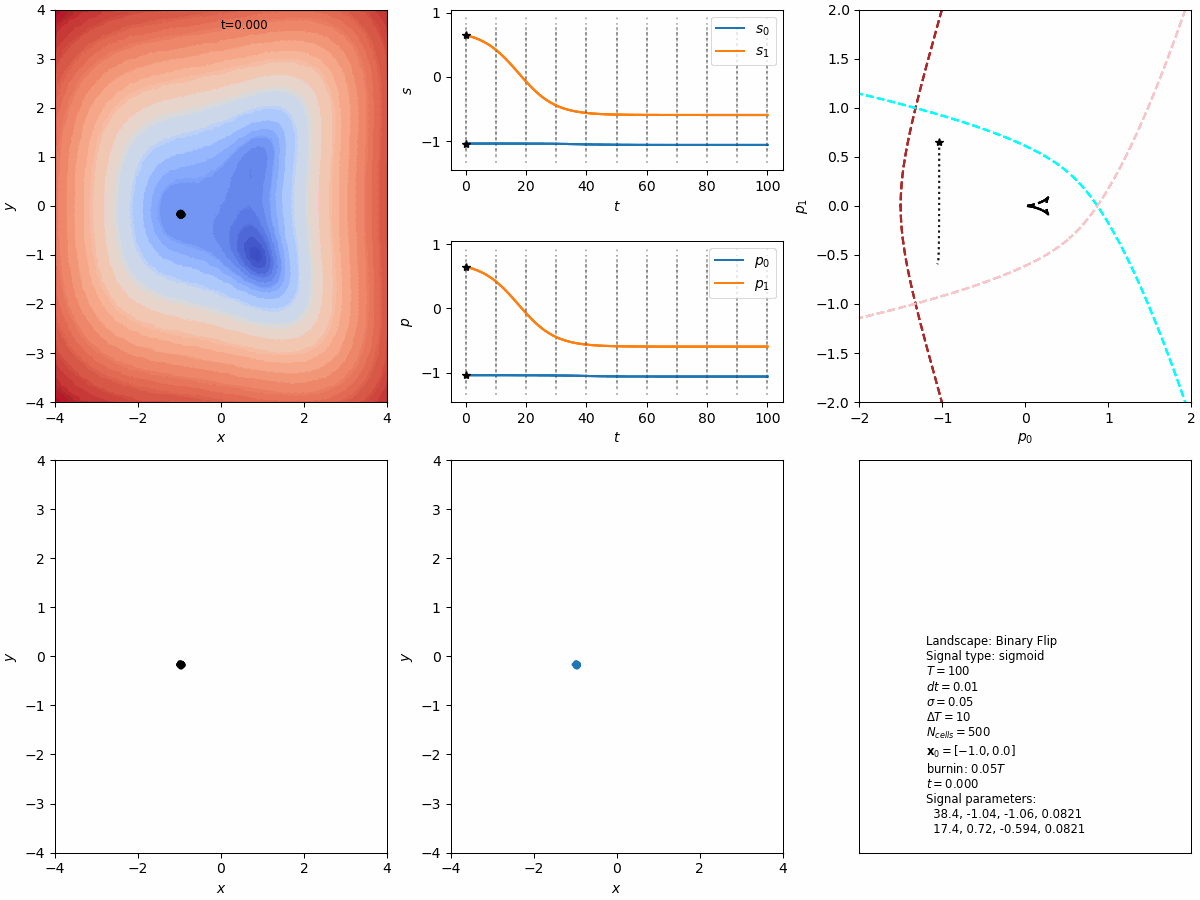 t=0.000
4
3
2
1
0
−1
−2
−3
−4
y
−4
−2
0
2
4
x
1
0
−1
s
s0
s1
0
20
40
60
80
100
t
1
0
−1
p
p0
p1
0
20
40
60
80
100
t
2.0
1.5
1.0
0.5
0.0
−0.5
−1.0
−1.5
−2.0
p1
−2
−1
0
1
2
p0
4
3
2
1
0
−1
−2
−3
−4
y
−4
−2
0
2
4
x
4
3
2
1
0
−1
−2
−3
−4
y
−4
−2
0
2
4
x
Landscape: Binary Flip
Signal type: sigmoid
T = 100
dt = 0.01
σ = 0.05
ΔT = 10
Ncells = 500
x0 = [−1.0, 0.0]
burnin: 0.05T
t = 0.000
Signal parameters:
38.4, -1.04, -1.06, 0.0821
17.4, 0.72, -0.594, 0.0821